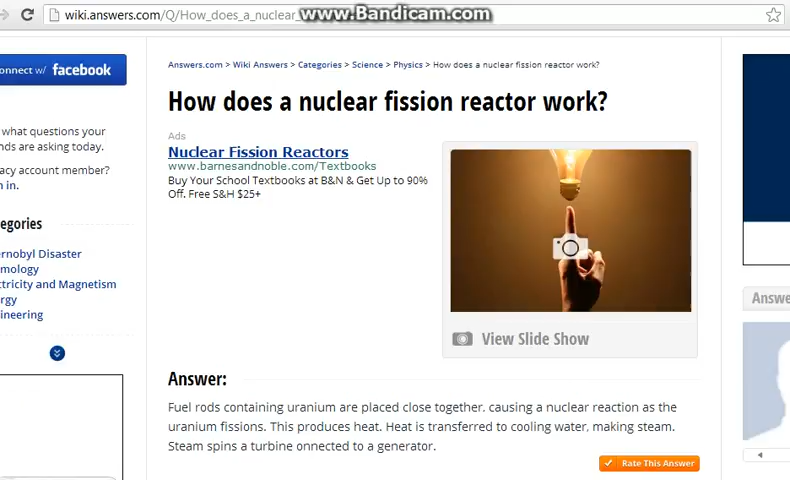 wiki.answers.com/Q/How_does_a_nuclear_
www.Bandicam.com
onnect w/ facebook
what questions your
nds are asking today.
acy account member?
n in.
egories
ernobyl Disaster
mology
ctricity and Magnetism
rgy
ineering
Answers.com > Wiki Answers > Categories > Science > Physics > How does a nuclear fission reactor work?
How does a nuclear fission reactor work?
Ads
Nuclear Fission Reactors
www.barnesandnoble.com/Textbooks
Buy Your School Textbooks at B&N & Get Up to 90%
Off. Free S&H $25+
View Slide Show
Answer:
Fuel rods containing uranium are placed close together. causing a nuclear reaction as the
uranium fissions. This produces heat. Heat is transferred to cooling water, making steam.
Steam spins a turbine onnected to a generator.
Rate This Answer
Answe